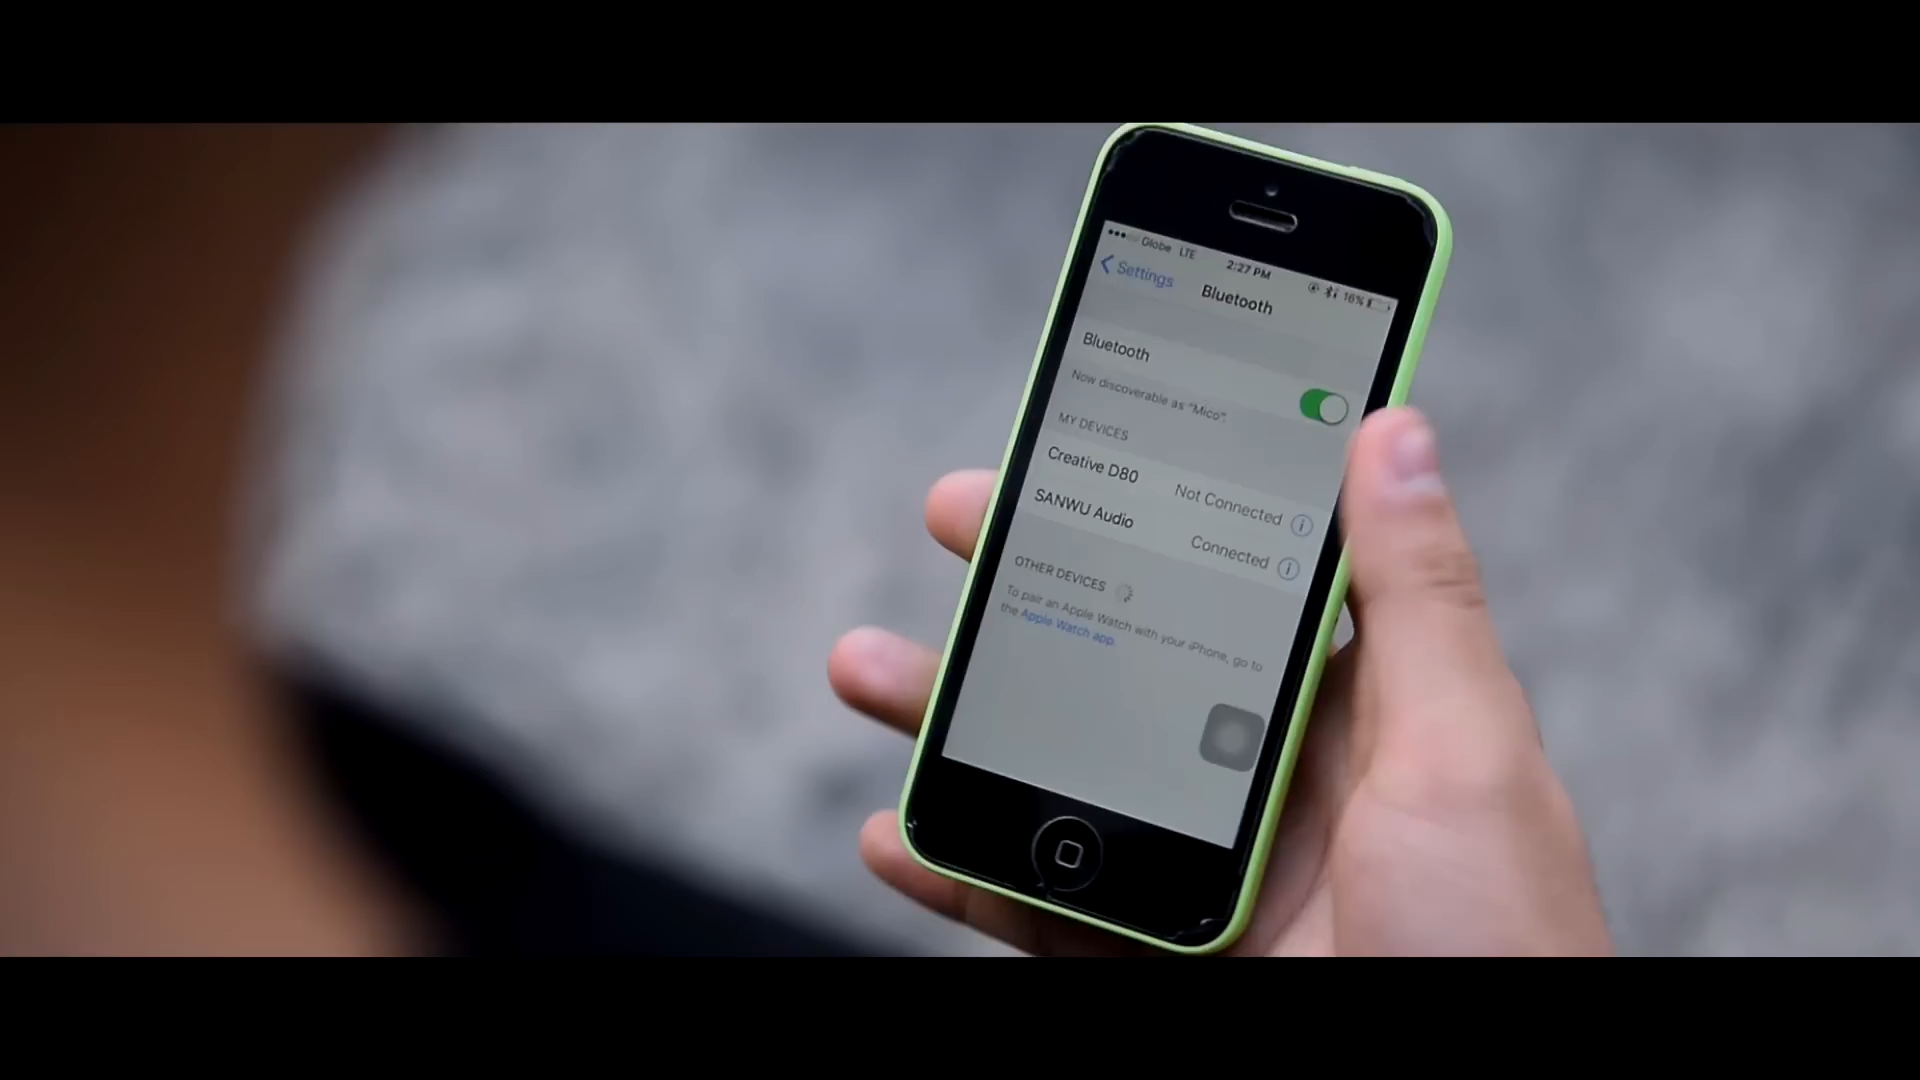 Globe LTE 2:27 PM 16%
Settings Bluetooth
Bluetooth
Now discoverable as "Mico".
MY DEVICES
Creative D80 Not Connected
SANWU Audio Connected
OTHER DEVICES
To pair an Apple Watch with your iPhone, go to
the Apple Watch app.